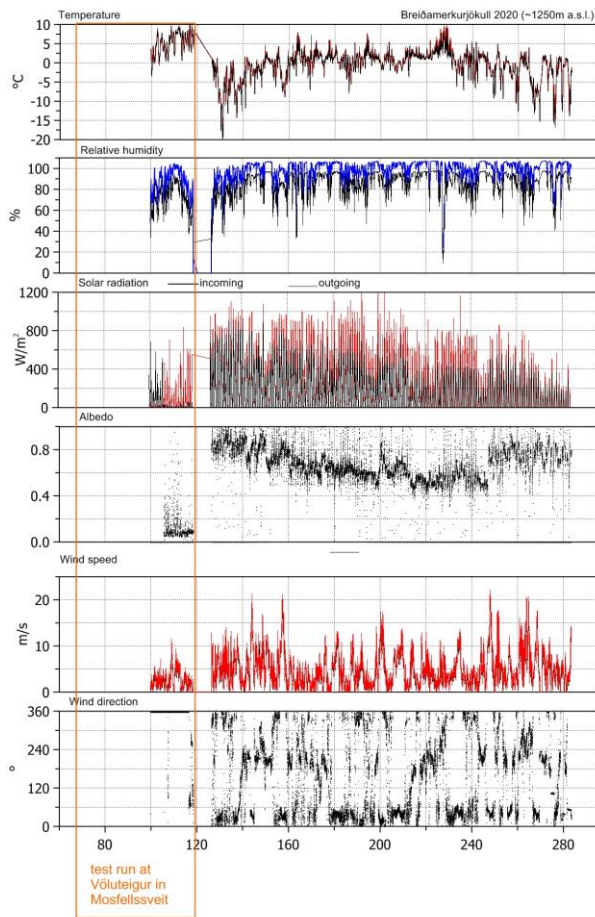 Temperature
Breiðamerkurjökull 2020 (~1250m a.s.l.)
10
5
0
-5
-10
-15
-20
°C
Relative humidity
100
80
60
40
20
0
%
Solar radiation incoming outgoing
1200
800
400
0
W/m²
Albedo
0.8
0.4
0.0
Wind speed
20
10
0
m/s
Wind direction
360
240
120
0
°
80 120 160 200 240 280
test run at
Völuteigur in
Mosfellssveit